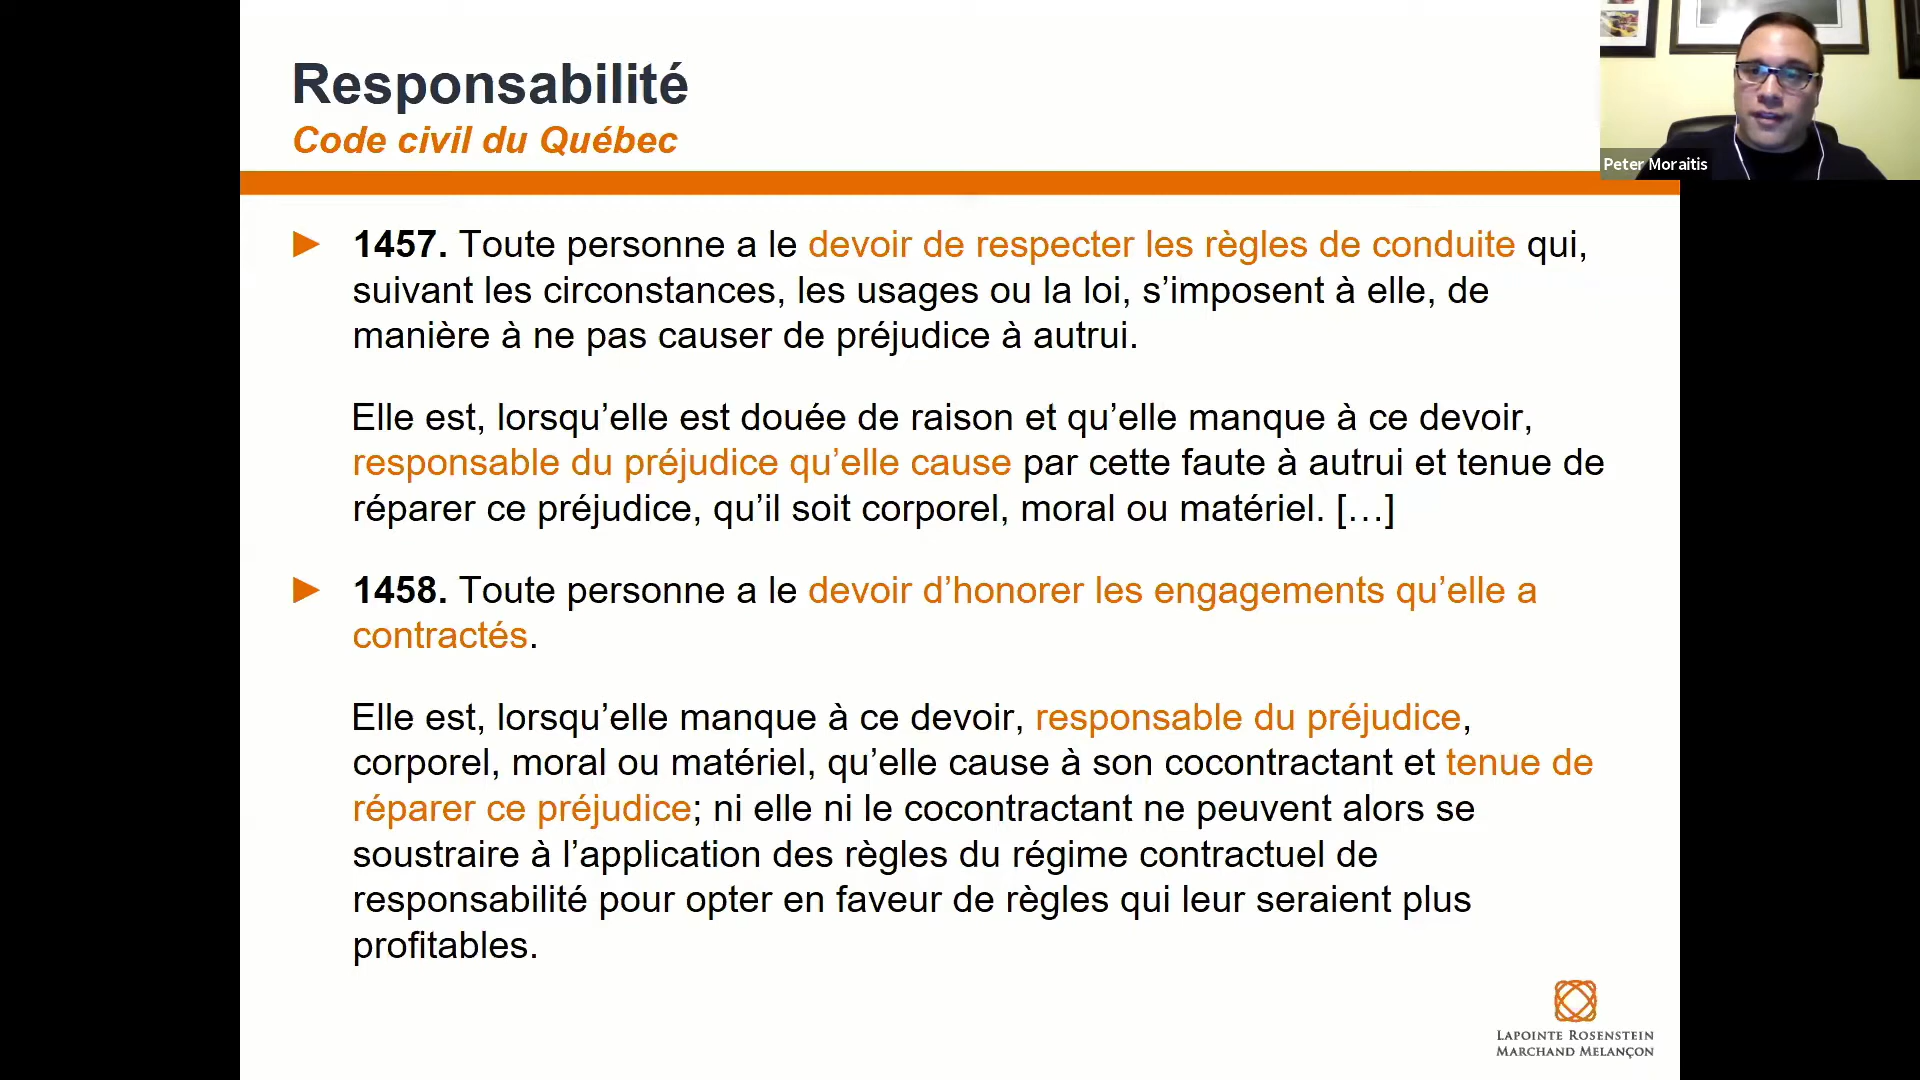 Responsabilité
Code civil du Québec
Peter Moraitis
► 1457. Toute personne a le devoir de respecter les règles de conduite qui,
suivant les circonstances, les usages ou la loi, s’imposent à elle, de
manière à ne pas causer de préjudice à autrui.
Elle est, lorsqu’elle est douée de raison et qu’elle manque à ce devoir,
responsable du préjudice qu’elle cause par cette faute à autrui et tenue de
réparer ce préjudice, qu’il soit corporel, moral ou matériel. […]
► 1458. Toute personne a le devoir d’honorer les engagements qu’elle a
contractés.
Elle est, lorsqu’elle manque à ce devoir, responsable du préjudice,
corporel, moral ou matériel, qu’elle cause à son cocontractant et tenue de
réparer ce préjudice; ni elle ni le cocontractant ne peuvent alors se
soustraire à l’application des règles du régime contractuel de
responsabilité pour opter en faveur de règles qui leur seraient plus
profitables.
LAPOINTE ROSENSTEIN
MARCHAND MELANÇON